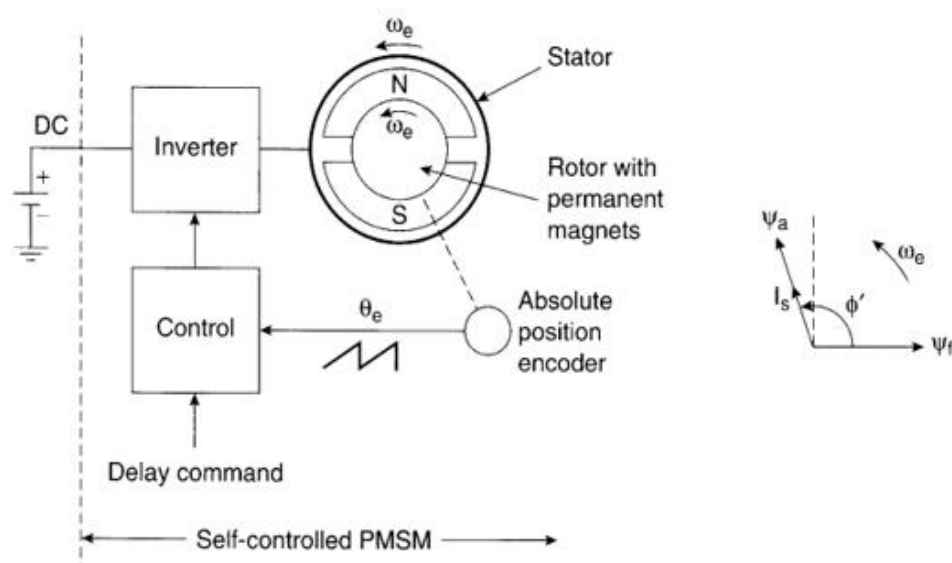 ωe
Stator
N
DC
ωe
Inverter
+
−
Rotor with
permanent
magnets
S
ψa
ωe
Is
ϕ′
ψf
θe
Absolute
position
encoder
Control
Delay command
Self-controlled PMSM